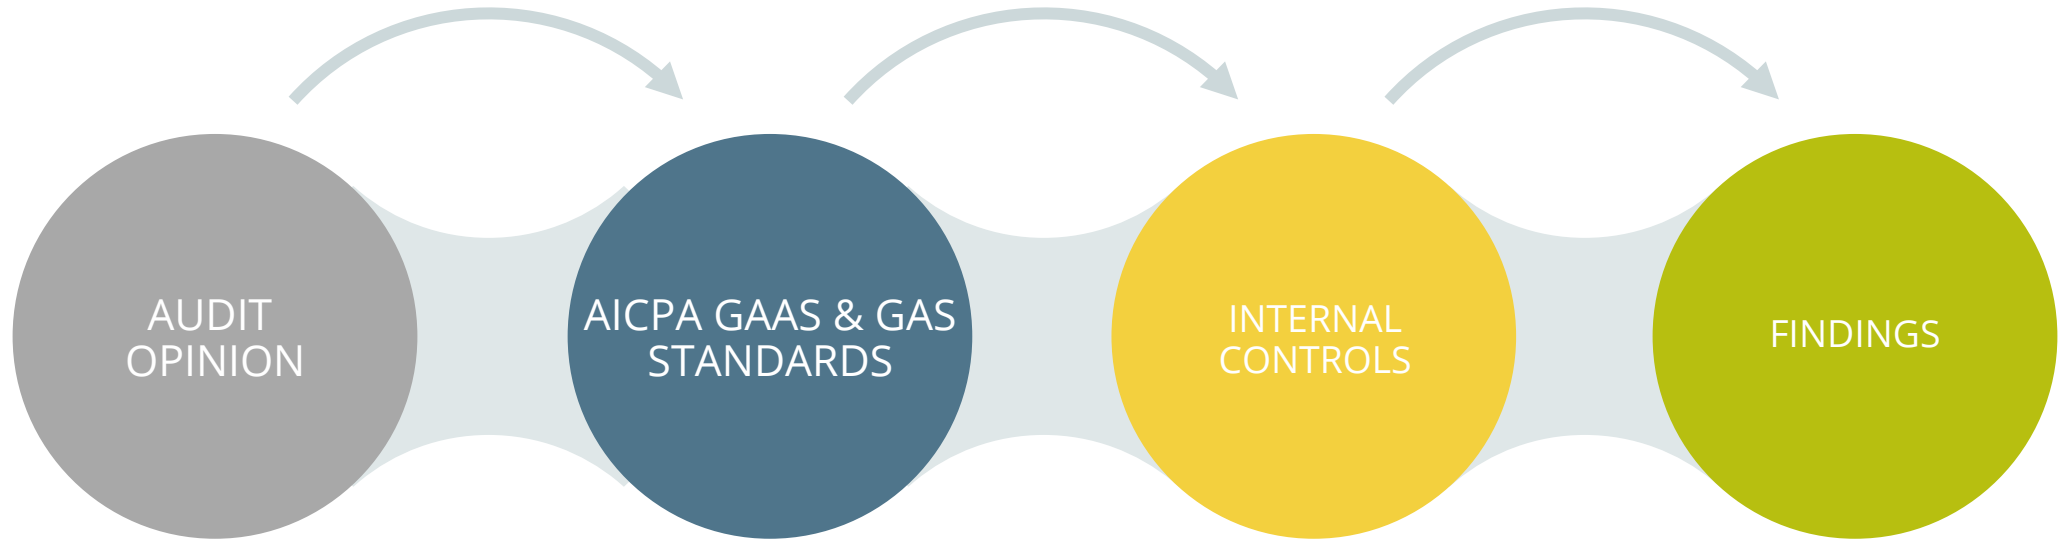 AUDIT
OPINION
AICPA GAAS & GAS
STANDARDS
INTERNAL
CONTROLS
FINDINGS